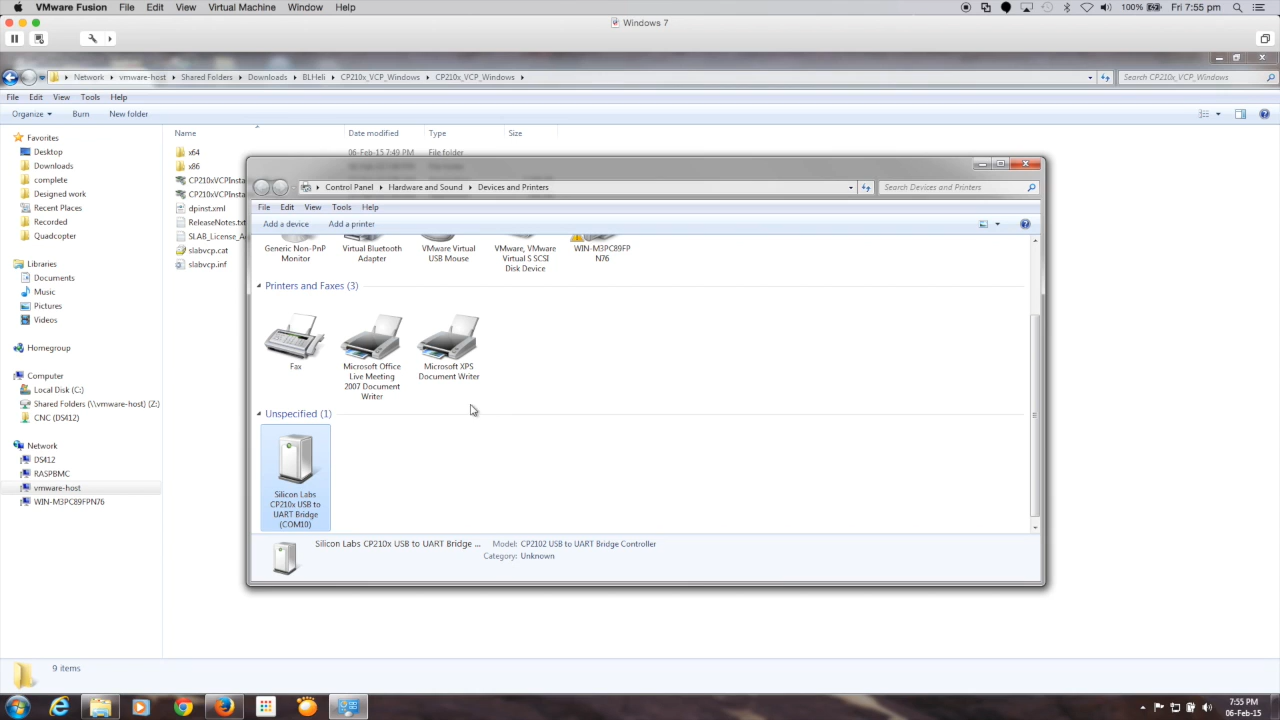 VMware Fusion File Edit View Virtual Machine Window Help 100% Fri 7:55 pm
Windows 7
Network vmware-host Shared Folders Downloads BLHeli CP210x_VCP_Windows CP210x_VCP_Windows Search CP210x_VCP_Windows
File Edit View Tools Help
Organize Burn New folder
Name Date modified Type Size
Favorites
Desktop
Downloads
complete
Designed work
Recent Places
Recorded
Quadcopter
Libraries
Documents
Music
Pictures
Videos
Homegroup
Computer
Local Disk (C:)
Shared Folders (\\vmware-host) (Z:)
CNC (DS412)
Network
DS412
RASPBMC
vmware-host
WIN-M3PC89FPN76
x64 06-Feb-15 7:49 PM File folder
x86
CP210xVCPInsta
CP210xVCPInsta
dpinst.xml
ReleaseNotes.txt
SLAB_License_A
slabvcp.cat
slabvcp.inf
Control Panel Hardware and Sound Devices and Printers Search Devices and Printers
File Edit View Tools Help
Add a device Add a printer
Generic Non-PnP
Monitor
Virtual Bluetooth
Adapter
VMware Virtual
USB Mouse
VMware, VMware
Virtual S SCSI
Disk Device
WIN-M3PC89FP
N76
Printers and Faxes (3)
Fax
Microsoft Office
Live Meeting
2007 Document
Writer
Microsoft XPS
Document Writer
Unspecified (1)
Silicon Labs
CP210x USB to
UART Bridge
(COM10)
Silicon Labs CP210x USB to UART Bridge ... Model: CP2102 USB to UART Bridge Controller
Category: Unknown
9 items
7:55 PM
06-Feb-15